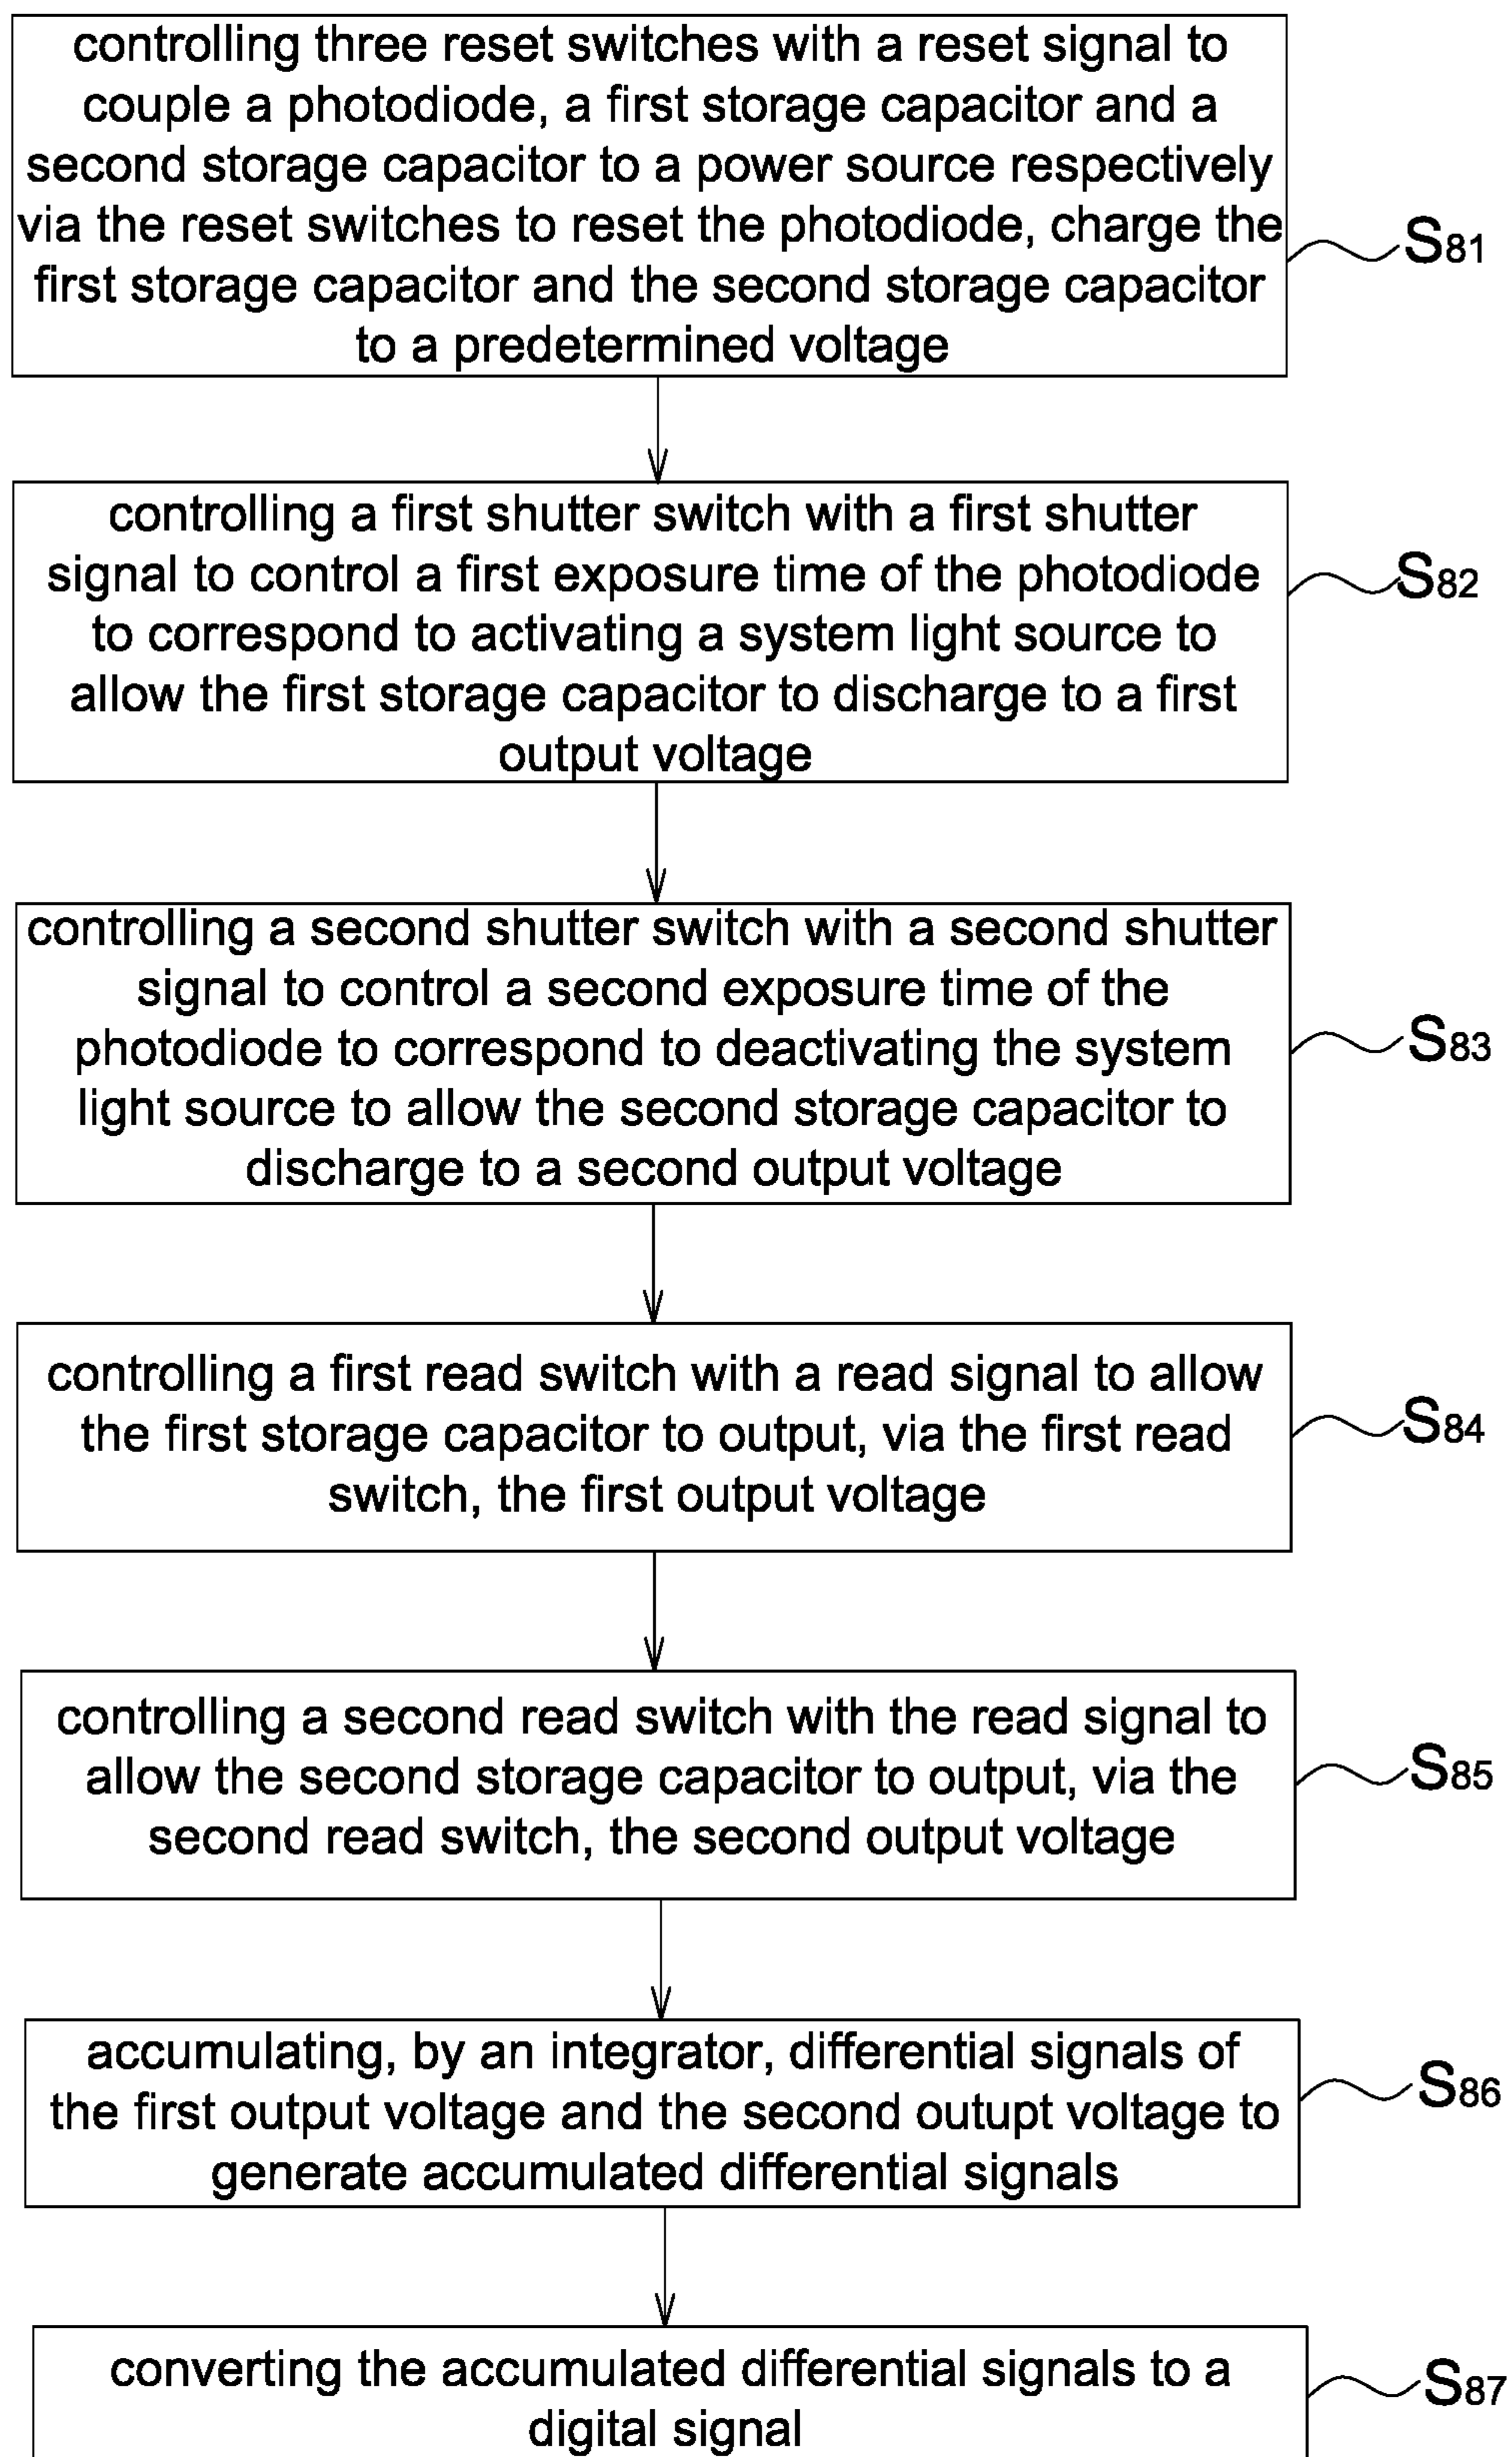 controlling three reset switches with a reset signal to
couple a photodiode, a first storage capacitor and a
second storage capacitor to a power source respectively
via the reset switches to reset the photodiode, charge the
first storage capacitor and the second storage capacitor
to a predetermined voltage
S81
controlling a first shutter switch with a first shutter
signal to control a first exposure time of the photodiode
to correspond to activating a system light source to
allow the first storage capacitor to discharge to a first
output voltage
S82
controlling a second shutter switch with a second shutter
signal to control a second exposure time of the
photodiode to correspond to deactivating the system
light source to allow the second storage capacitor to
discharge to a second output voltage
S83
controlling a first read switch with a read signal to allow
the first storage capacitor to output, via the first read
switch, the first output voltage
S84
controlling a second read switch with the read signal to
allow the second storage capacitor to output, via the
second read switch, the second output voltage
S85
accumulating, by an integrator, differential signals of
the first output voltage and the second outupt voltage to
generate accumulated differential signals
S86
converting the accumulated differential signals to a
digital signal
S87